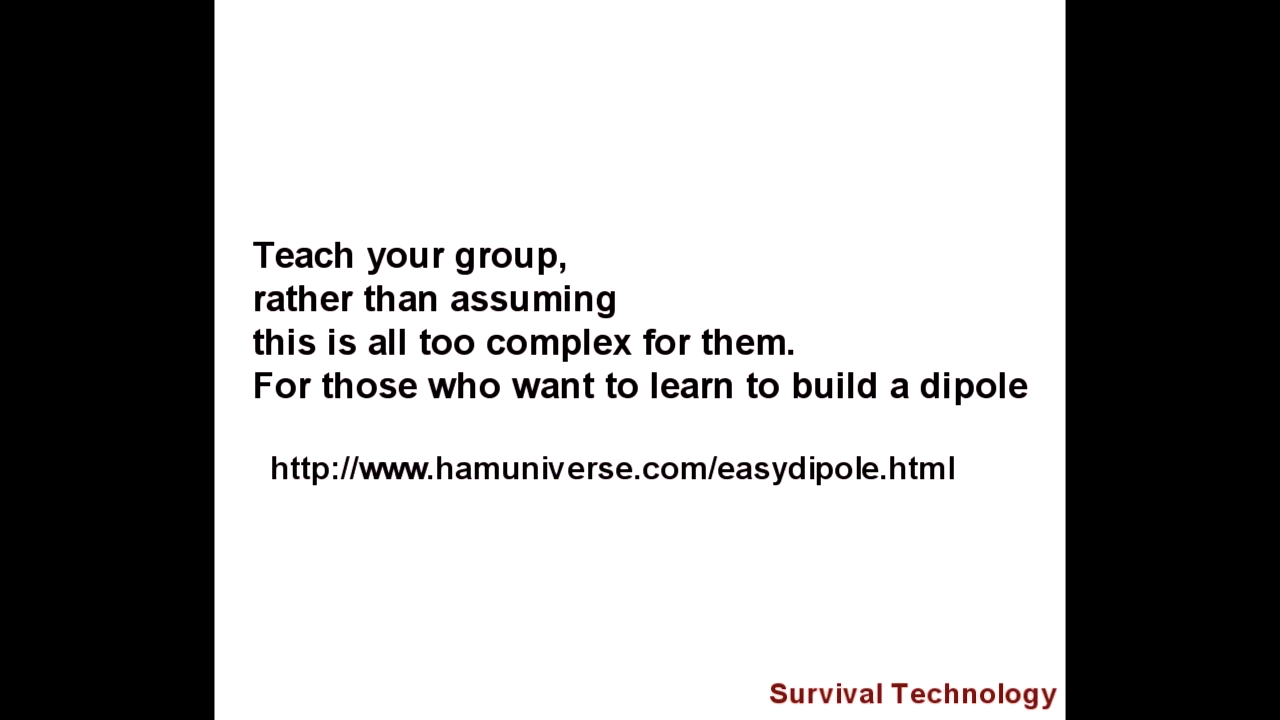 Teach your group,
rather than assuming
this is all too complex for them.
For those who want to learn to build a dipole
http://www.hamuniverse.com/easydipole.html
Survival Technology